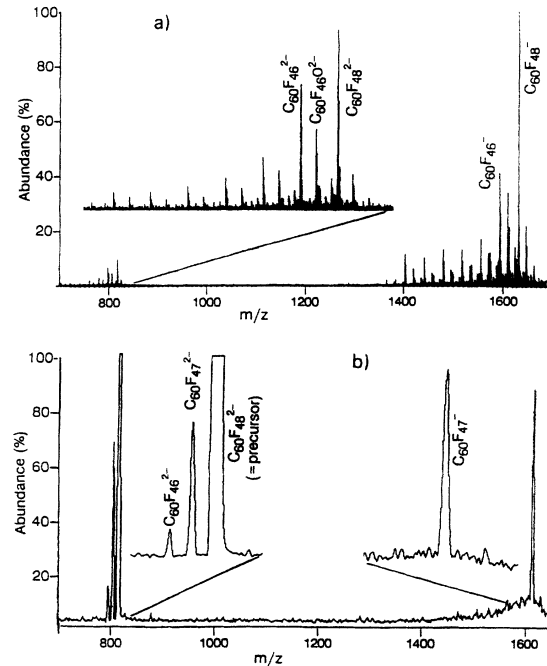 a)
100
80
60
40
20
Abundance (%)
C60F46 2-
C60F46O 2-
C60F48 2-
C60F46 -
C60F48 -
800
1000
1200
1400
1600
m/z
b)
100
80
60
40
20
Abundance (%)
C60F46 2-
C60F47 2-
C60F48 2-
(=precursor)
C60F47 -
800
1000
1200
1400
1600
m/z